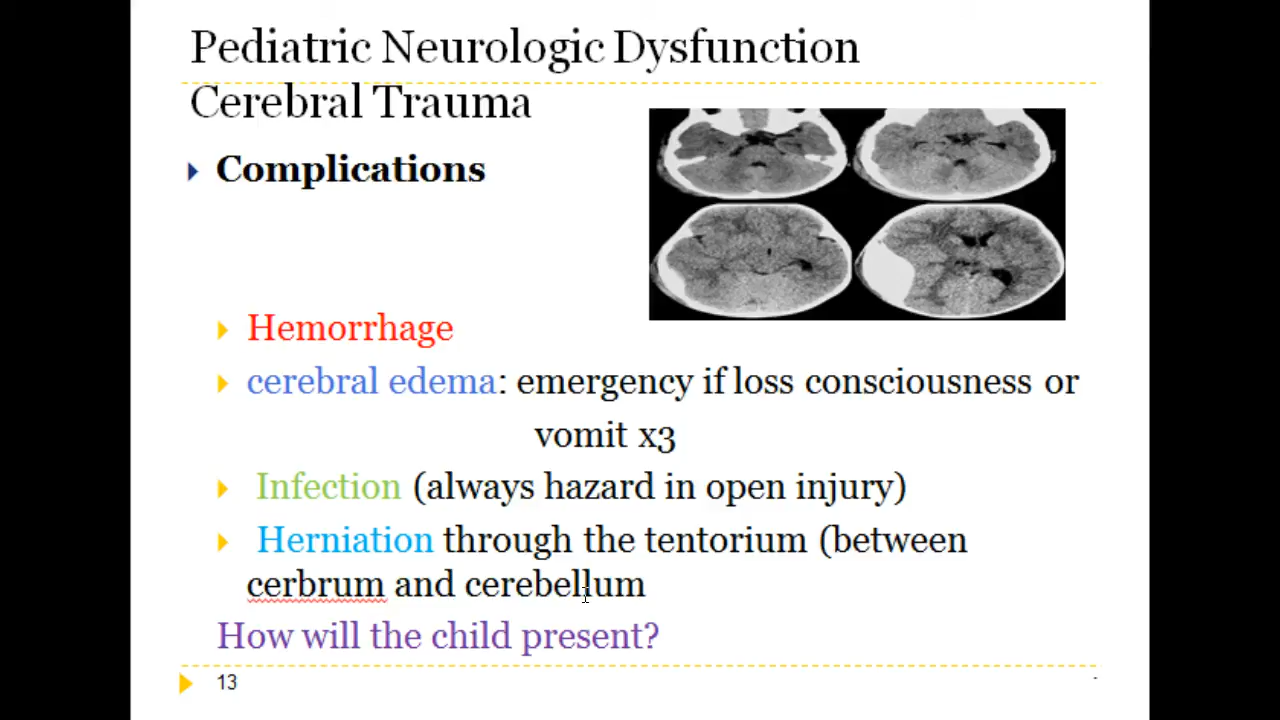 Pediatric Neurologic Dysfunction
Cerebral Trauma
Complications
Hemorrhage
cerebral edema: emergency if loss consciousness or
vomit x3
Infection (always hazard in open injury)
Herniation through the tentorium (between
cerbrum and cerebellum
How will the child present?
13